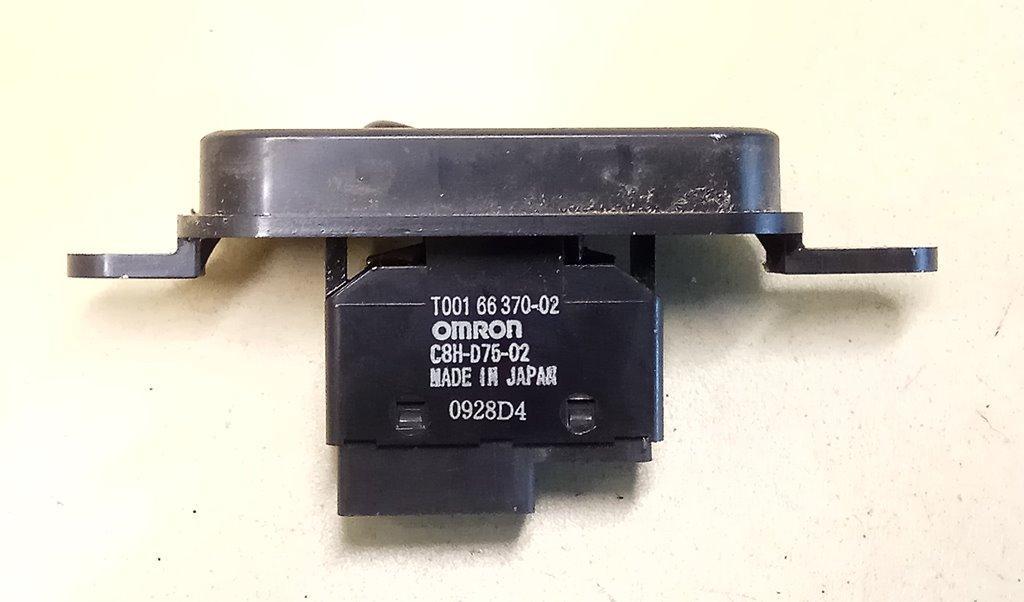 T001 66 370-02
OMRON
C8H-D75-02
MADE IN JAPAN
0928D4